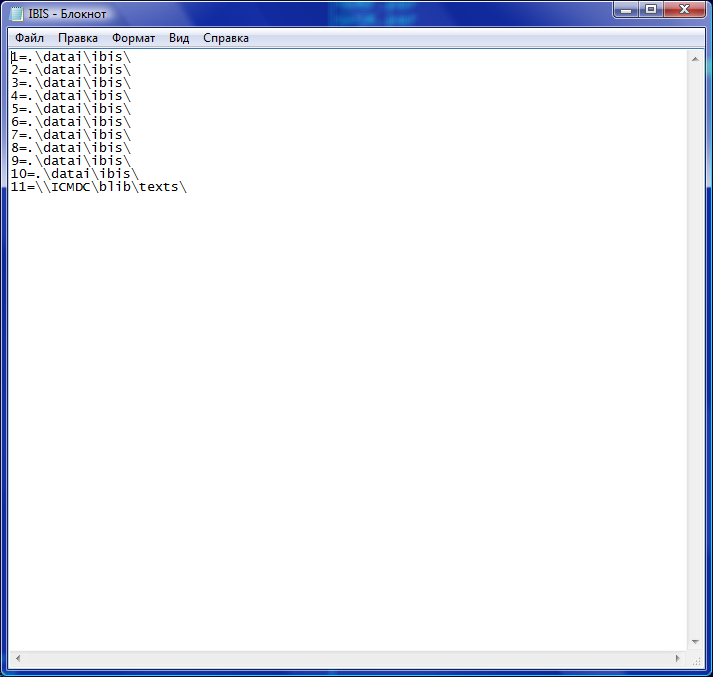 IBIS - Блокнот
Файл Правка Формат Вид Справка
1=.\datai\ibis\
2=.\datai\ibis\
3=.\datai\ibis\
4=.\datai\ibis\
5=.\datai\ibis\
6=.\datai\ibis\
7=.\datai\ibis\
8=.\datai\ibis\
9=.\datai\ibis\
10=.\datai\ibis\
11=\\ICMDC\blib\texts\